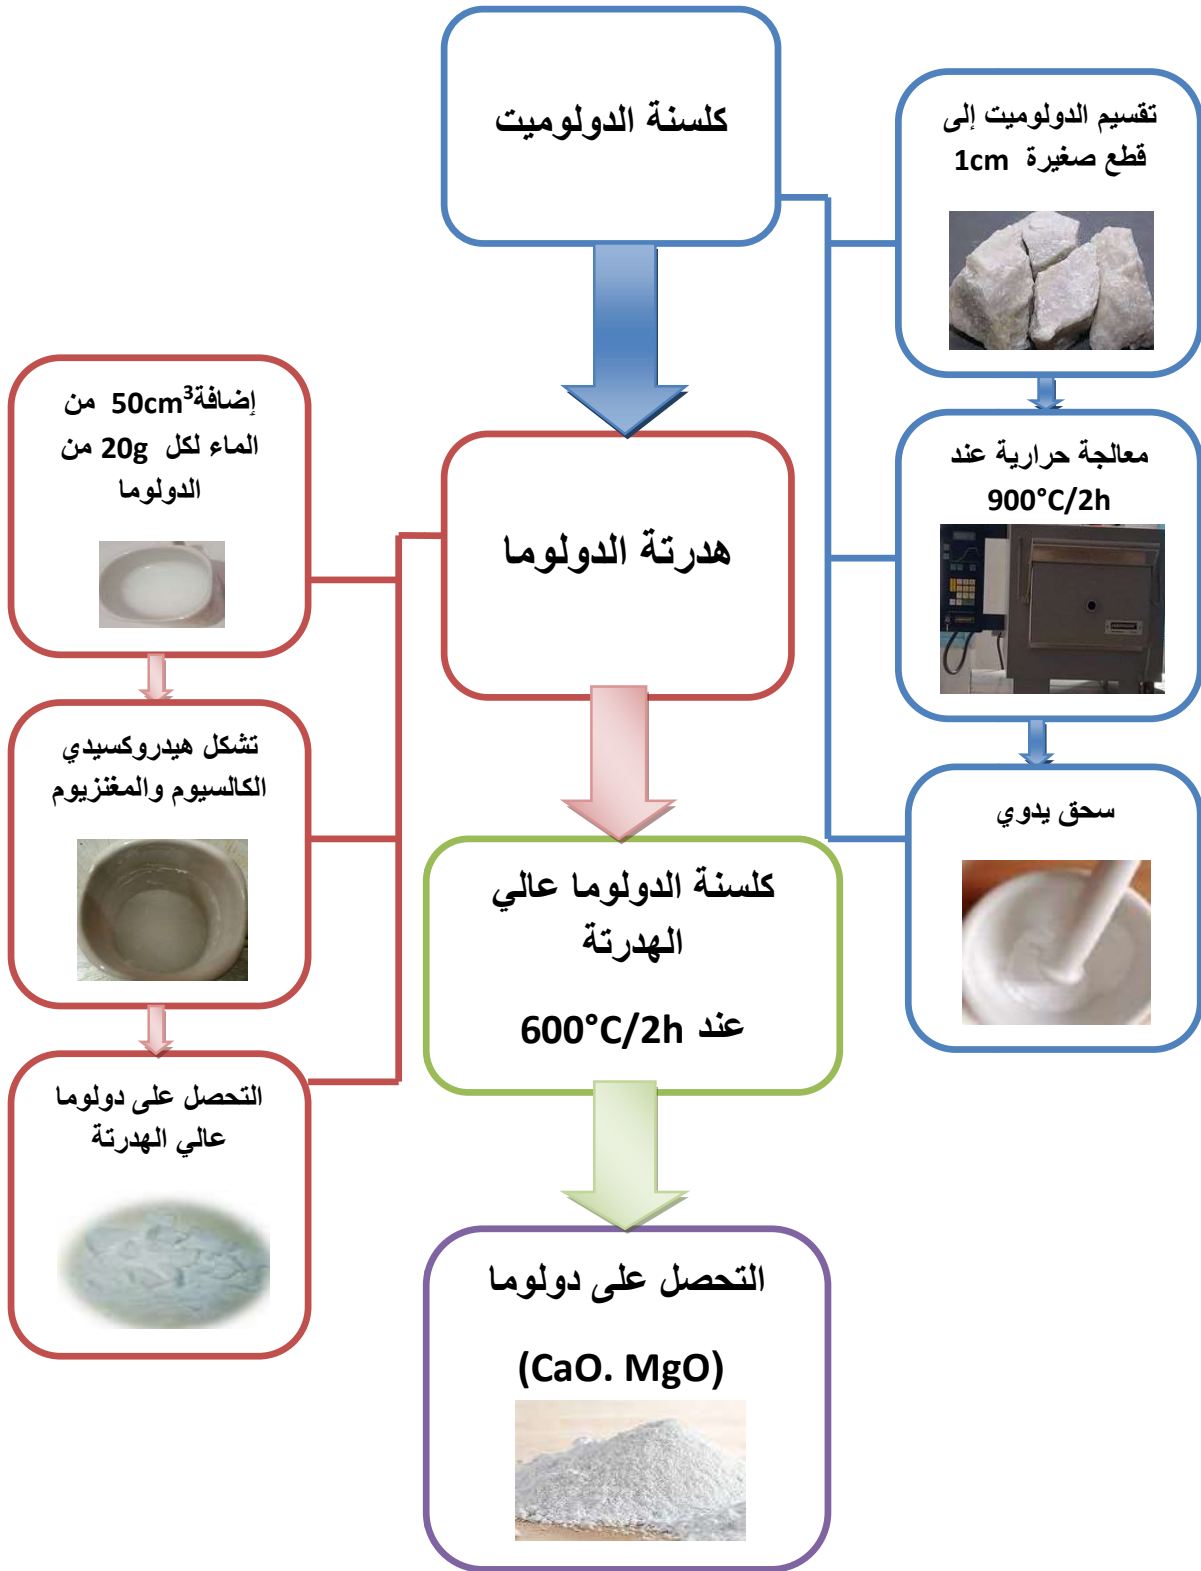 كلسنة الدولوميت
تقسيم الدولوميت إلى
قطع صغيرة 1cm
معالجة حرارية عند
900°C/2h
سحق يدوي
هدرتة الدولوما
إضافة 50cm³ من
الماء لكل 20g من
الدولوما
تشكل هيدروكسيدي
الكالسيوم والمغنزيوم
التحصل على دولوما
عالي الهدرتة
كلسنة الدولوما عالي
الهدرتة
عند 600°C/2h
التحصل على دولوما
(CaO. MgO)